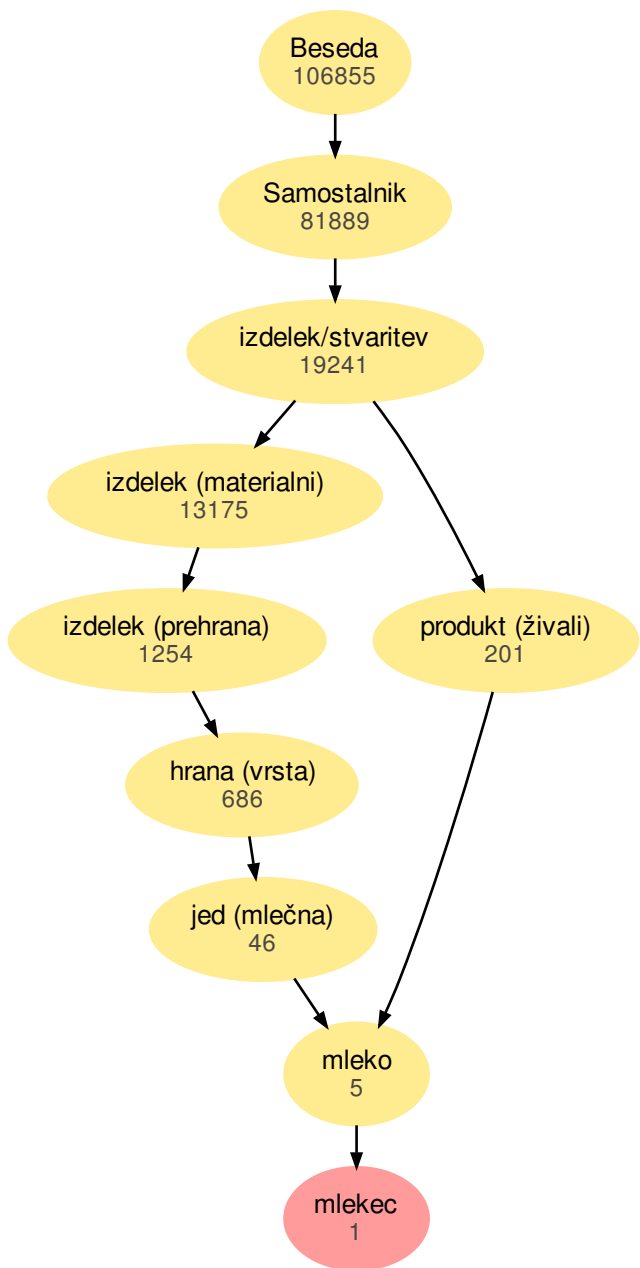 Beseda
106855
Samostalnik
81889
izdelek/stvaritev
19241
izdelek (materialni)
13175
izdelek (prehrana)
1254
produkt (živali)
201
hrana (vrsta)
686
jed (mlečna)
46
mleko
5
mlekec
1